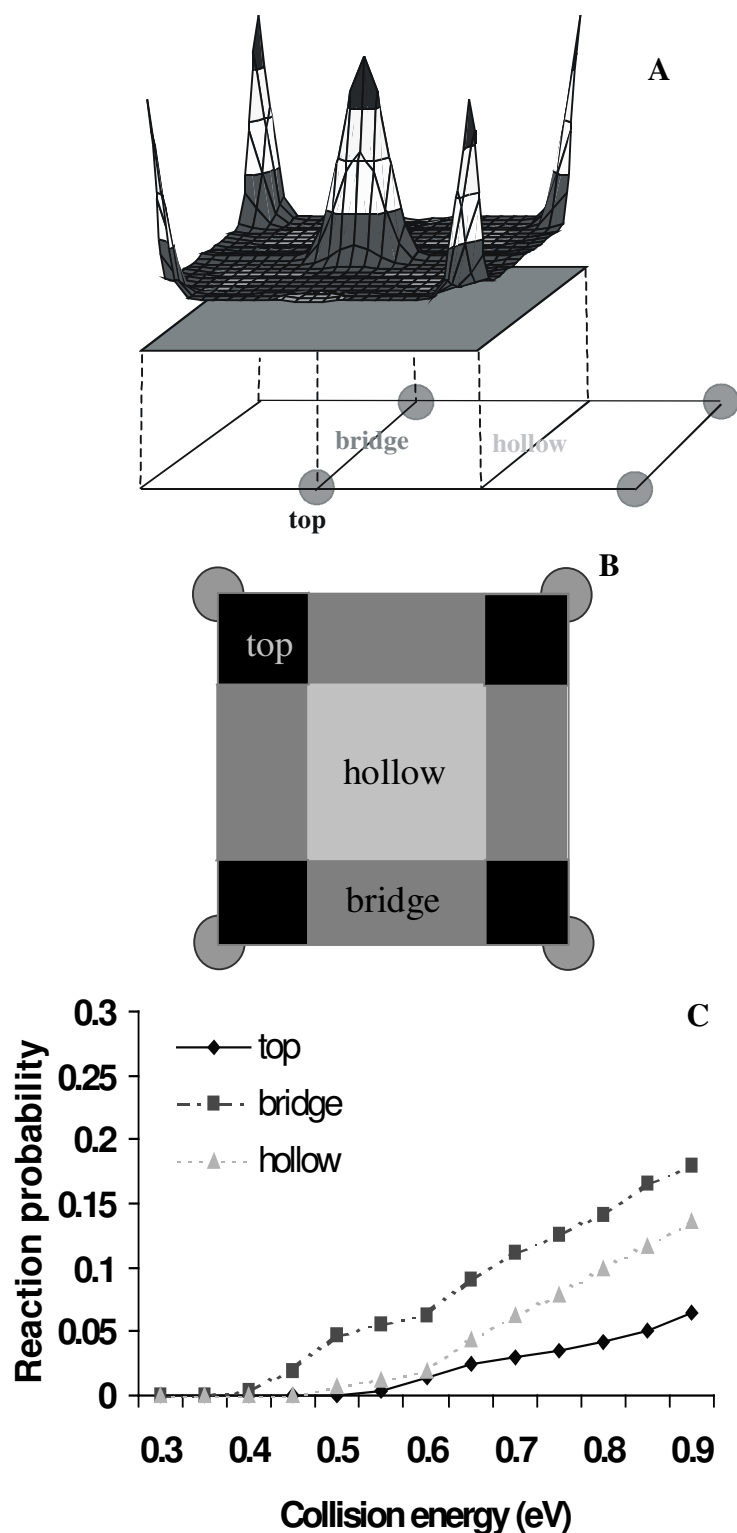 A
bridge
hollow
top
B
top
hollow
bridge
C
0.3
0.25
0.2
0.15
0.1
0.05
0
top
bridge
hollow
Reaction probability
0.3 0.4 0.5 0.6 0.7 0.8 0.9
Collision energy (eV)